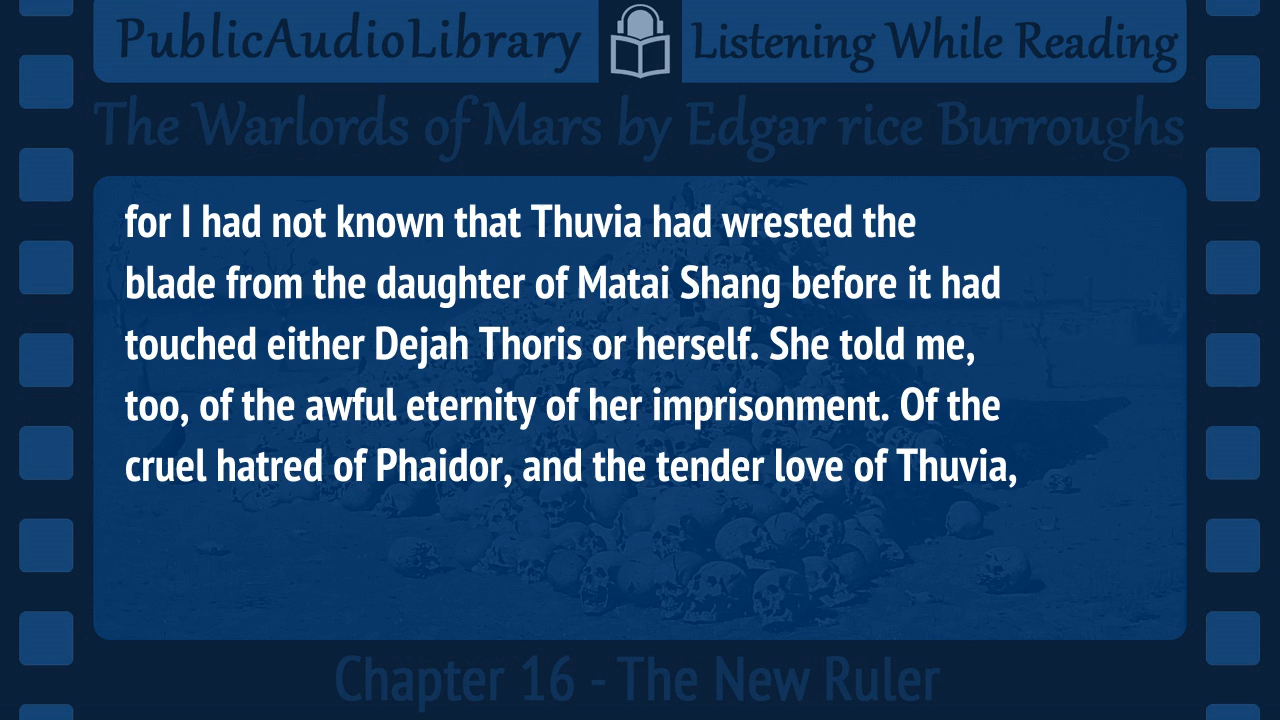 PublicAudioLibrary Listening While Reading
The Warlords of Mars by Edgar rice Burroughs
for I had not known that Thuvia had wrested the
blade from the daughter of Matai Shang before it had
touched either Dejah Thoris or herself. She told me,
too, of the awful eternity of her imprisonment. Of the
cruel hatred of Phaidor, and the tender love of Thuvia,
Chapter 16 - The New Ruler